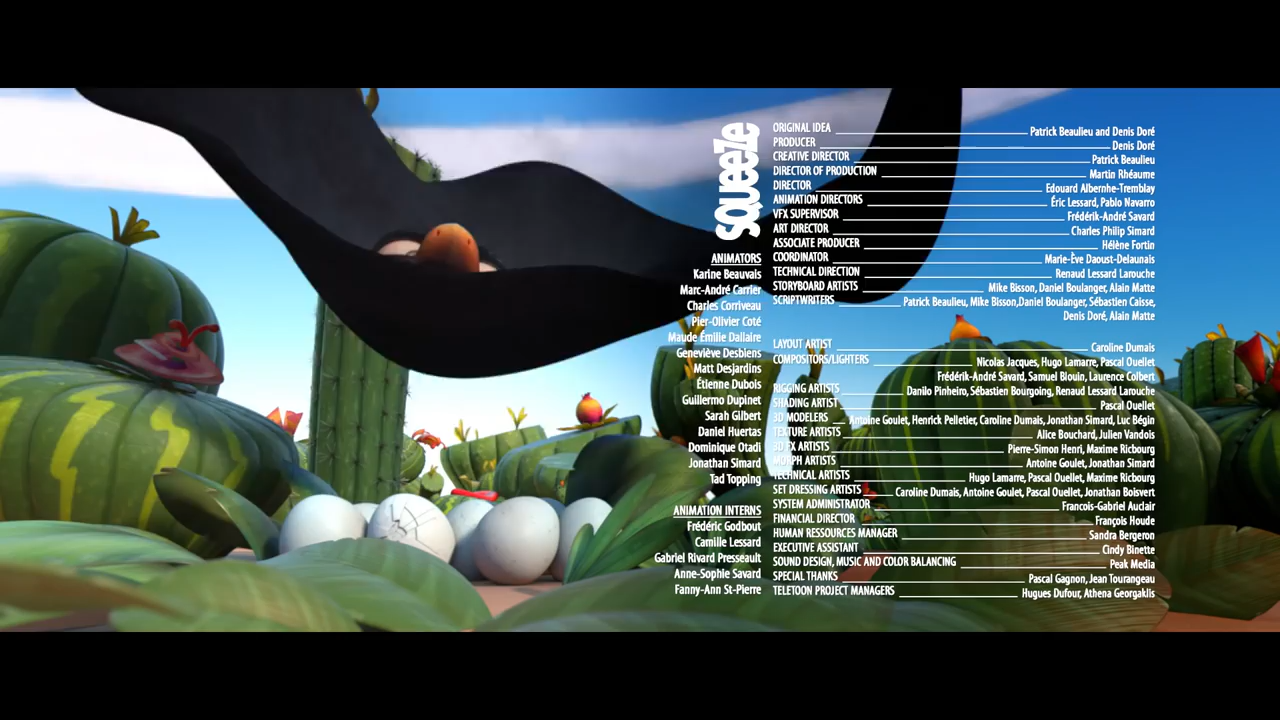 squeeze
ANIMATORS
Karine Beauvais
Marc-André Carrier
Charles Corriveau
Pier-Olivier Coté
Maude Émilie Dallaire
Geneviève Desbiens
Matt Desjardins
Étienne Dubois
Guillermo Dupinet
Sarah Gilbert
Daniel Huertas
Dominique Otadi
Jonathan Simard
Tad Topping
ANIMATION INTERNS
Frédéric Godbout
Camille Lessard
Gabriel Rivard Presseault
Anne-Sophie Savard
Fanny-Ann St-Pierre
ORIGINAL IDEA Patrick Beaulieu and Denis Doré
PRODUCER Denis Doré
CREATIVE DIRECTOR Patrick Beaulieu
DIRECTOR OF PRODUCTION Martin Rhéaume
DIRECTOR Edouard Albernhe-Tremblay
ANIMATION DIRECTORS Éric Lessard, Pablo Navarro
VFX SUPERVISOR Frédérik-André Savard
ART DIRECTOR Charles Philip Simard
ASSOCIATE PRODUCER Hélène Fortin
COORDINATOR Marie-Ève Daoust-Delaunais
TECHNICAL DIRECTION Renaud Lessard Larouche
STORYBOARD ARTISTS Mike Bisson, Daniel Boulanger, Alain Matte
SCRIPTWRITERS Patrick Beaulieu, Mike Bisson,Daniel Boulanger, Sébastien Caisse,
Denis Doré, Alain Matte
LAYOUT ARTIST Caroline Dumais
COMPOSITORS/LIGHTERS Nicolas Jacques, Hugo Lamarre, Pascal Ouellet
Frédérik-André Savard, Samuel Blouin, Laurence Colbert
RIGGING ARTISTS Danilo Pinheiro, Sébastien Bourgoing, Renaud Lessard Larouche
SHADING ARTIST Pascal Ouellet
3D MODELERS Antoine Goulet, Henrick Pelletier, Caroline Dumais, Jonathan Simard, Luc Bégin
TEXTURE ARTISTS Alice Bouchard, Julien Vandois
3D FX ARTISTS Pierre-Simon Henri, Maxime Ricbourg
MORPH ARTISTS Antoine Goulet, Jonathan Simard
TECHNICAL ARTISTS Hugo Lamarre, Pascal Ouellet, Maxime Ricbourg
SET DRESSING ARTISTS Caroline Dumais, Antoine Goulet, Pascal Ouellet, Jonathan Boisvert
SYSTEM ADMINISTRATOR Francois-Gabriel Auclair
FINANCIAL DIRECTOR François Houde
HUMAN RESSOURCES MANAGER Sandra Bergeron
EXECUTIVE ASSISTANT Cindy Binette
SOUND DESIGN, MUSIC AND COLOR BALANCING Peak Media
SPECIAL THANKS Pascal Gagnon, Jean Tourangeau
TELETOON PROJECT MANAGERS Hugues Dufour, Athena Georgaklis